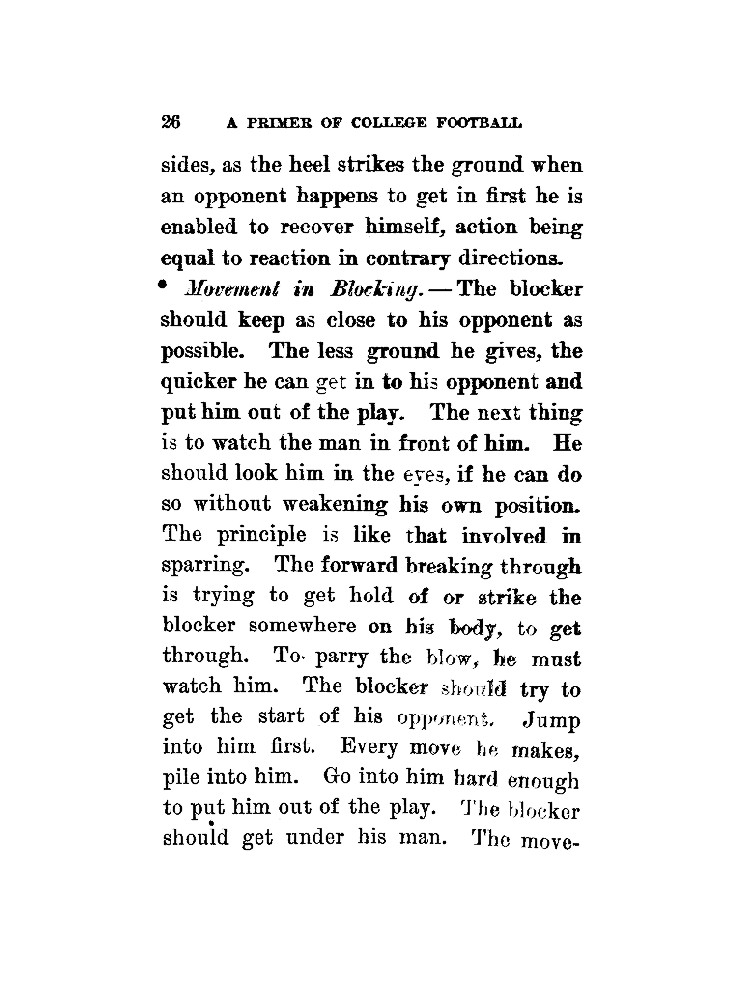 26 A PRIMER OF COLLEGE FOOTBALL
sides, as the heel strikes the ground when
an opponent happens to get in first he is
enabled to recover himself, action being
equal to reaction in contrary directions.
• Movement in Blocking. — The blocker
should keep as close to his opponent as
possible. The less ground he gives, the
quicker he can get in to his opponent and
put him out of the play. The next thing
is to watch the man in front of him. He
should look him in the eyes, if he can do
so without weakening his own position.
The principle is like that involved in
sparring. The forward breaking through
is trying to get hold of or strike the
blocker somewhere on his body, to get
through. To parry the blow, he must
watch him. The blocker should try to
get the start of his opponent. Jump
into him first. Every move he makes,
pile into him. Go into him hard enough
to put him out of the play. The blocker
should get under his man. The move-